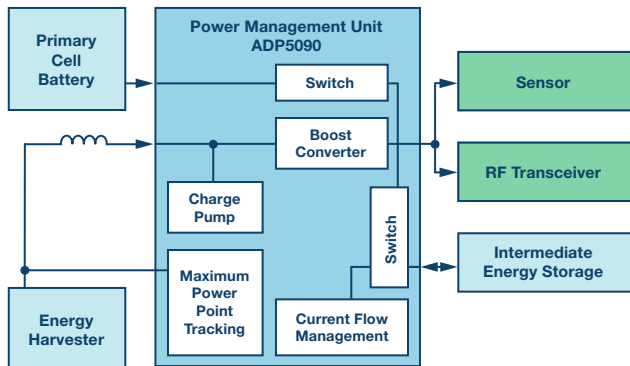 Primary
Cell
Battery
Power Management Unit
ADP5090
Switch
Sensor
Boost
Converter
RF Transceiver
Charge
Pump
Switch
Intermediate
Energy Storage
Maximum
Power
Point
Tracking
Current Flow
Management
Energy
Harvester